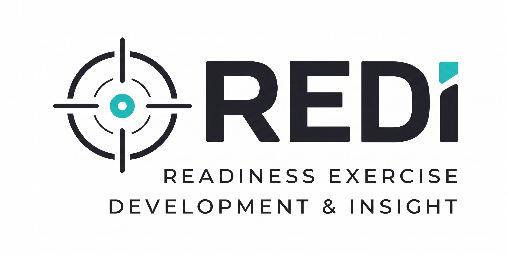 REDi
READINESS EXERCISE
DEVELOPMENT & INSIGHT